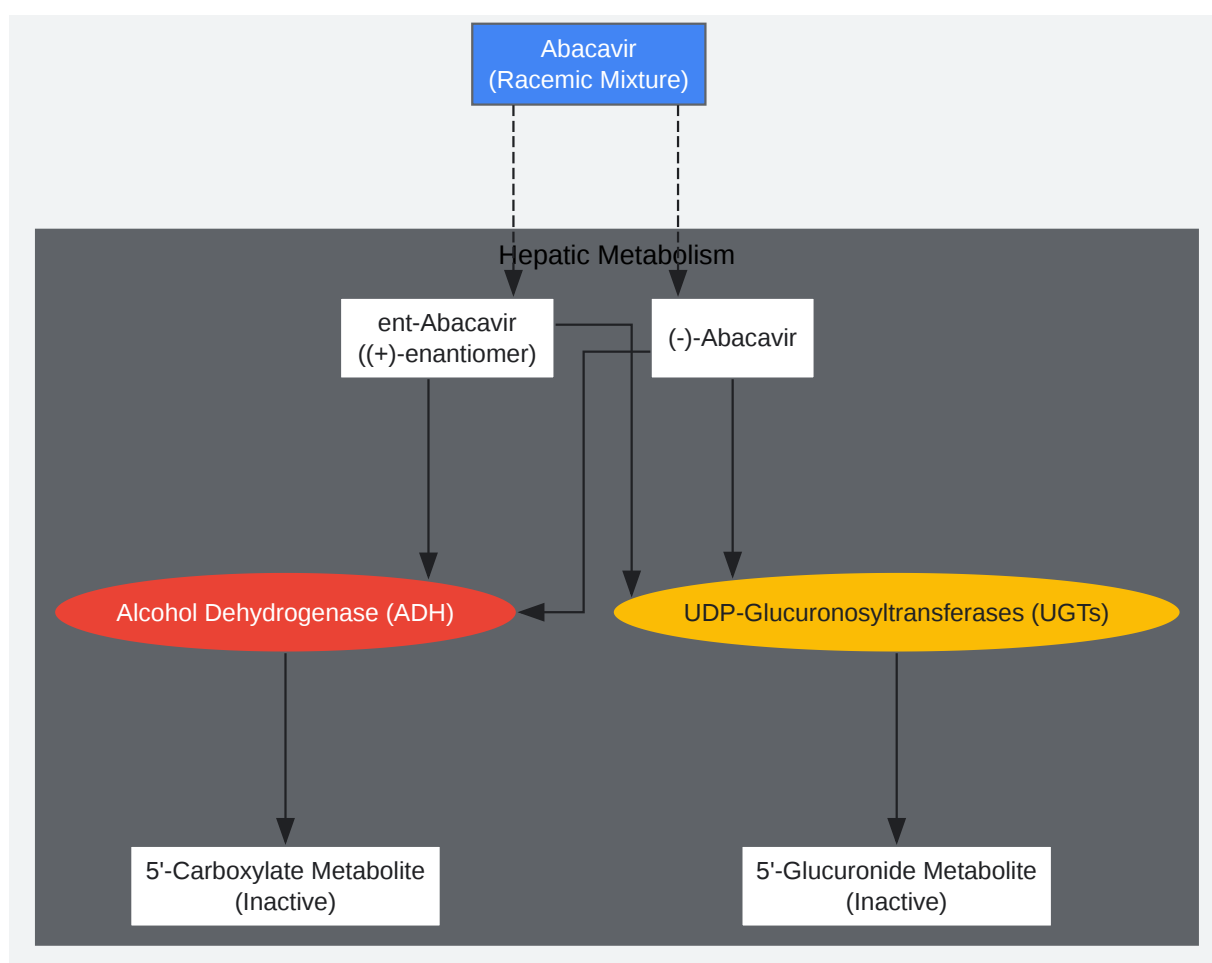 Abacavir
(Racemic Mixture)
Hepatic Metabolism
ent-Abacavir
((+)-enantiomer)
(-)-Abacavir
Alcohol Dehydrogenase (ADH)
UDP-Glucuronosyltransferases (UGTs)
5'-Carboxylate Metabolite
(Inactive)
5'-Glucuronide Metabolite
(Inactive)